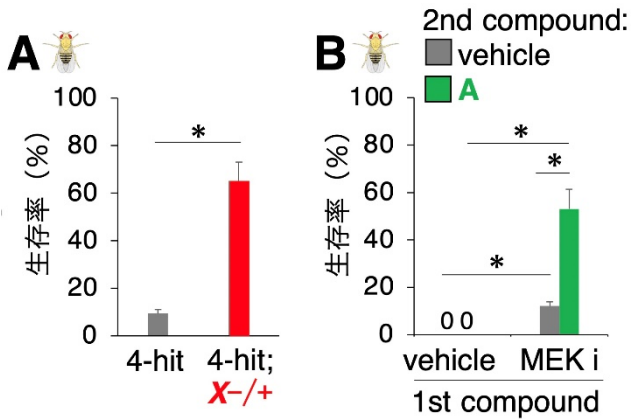 A
生存率 (%)
100
80
60
40
20
0
*
4-hit
4-hit;
X-/+
B
2nd compound:
vehicle
A
生存率 (%)
100
80
60
40
20
0
*
*
*
0 0
vehicle
MEK i
1st compound